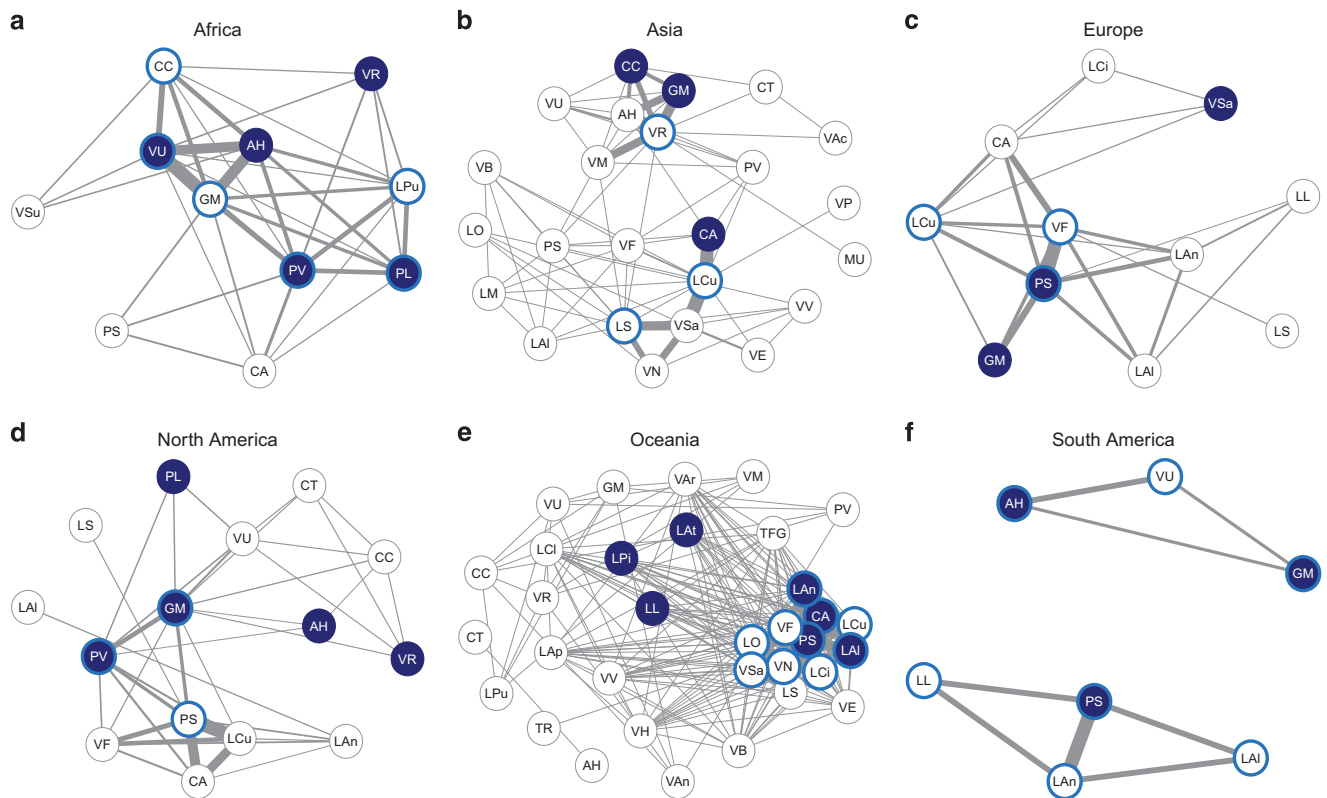 a Africa
CC
VR
VU
AH
GM
LPu
VSu
PV
PL
PS
CA
b Asia
CC
GM
CT
VU
AH
VR
VAc
VM
PV
VB
VP
LO
PS
VF
CA
MU
LM
LCu
VV
LS
VSa
LAl
VE
VN
c Europe
LCi
VSa
CA
LL
LCu
VF
LAn
PS
LS
GM
LAl
d North America
PL
CT
LS
VU
CC
LAl
GM
AH
PV
VR
PS
VF
LCu
LAn
CA
e Oceania
VAr
VM
GM
VU
PV
LAt
TFG
LCl
LPi
CC
LAn
VR
LL
CA
LCu
VF
CT
LO
PS
LAl
LAp
VSa
VN
LCi
VV
LPu
LS
VE
TR
VH
VB
AH
VAn
f South America
VU
AH
GM
LL
PS
LAl
LAn